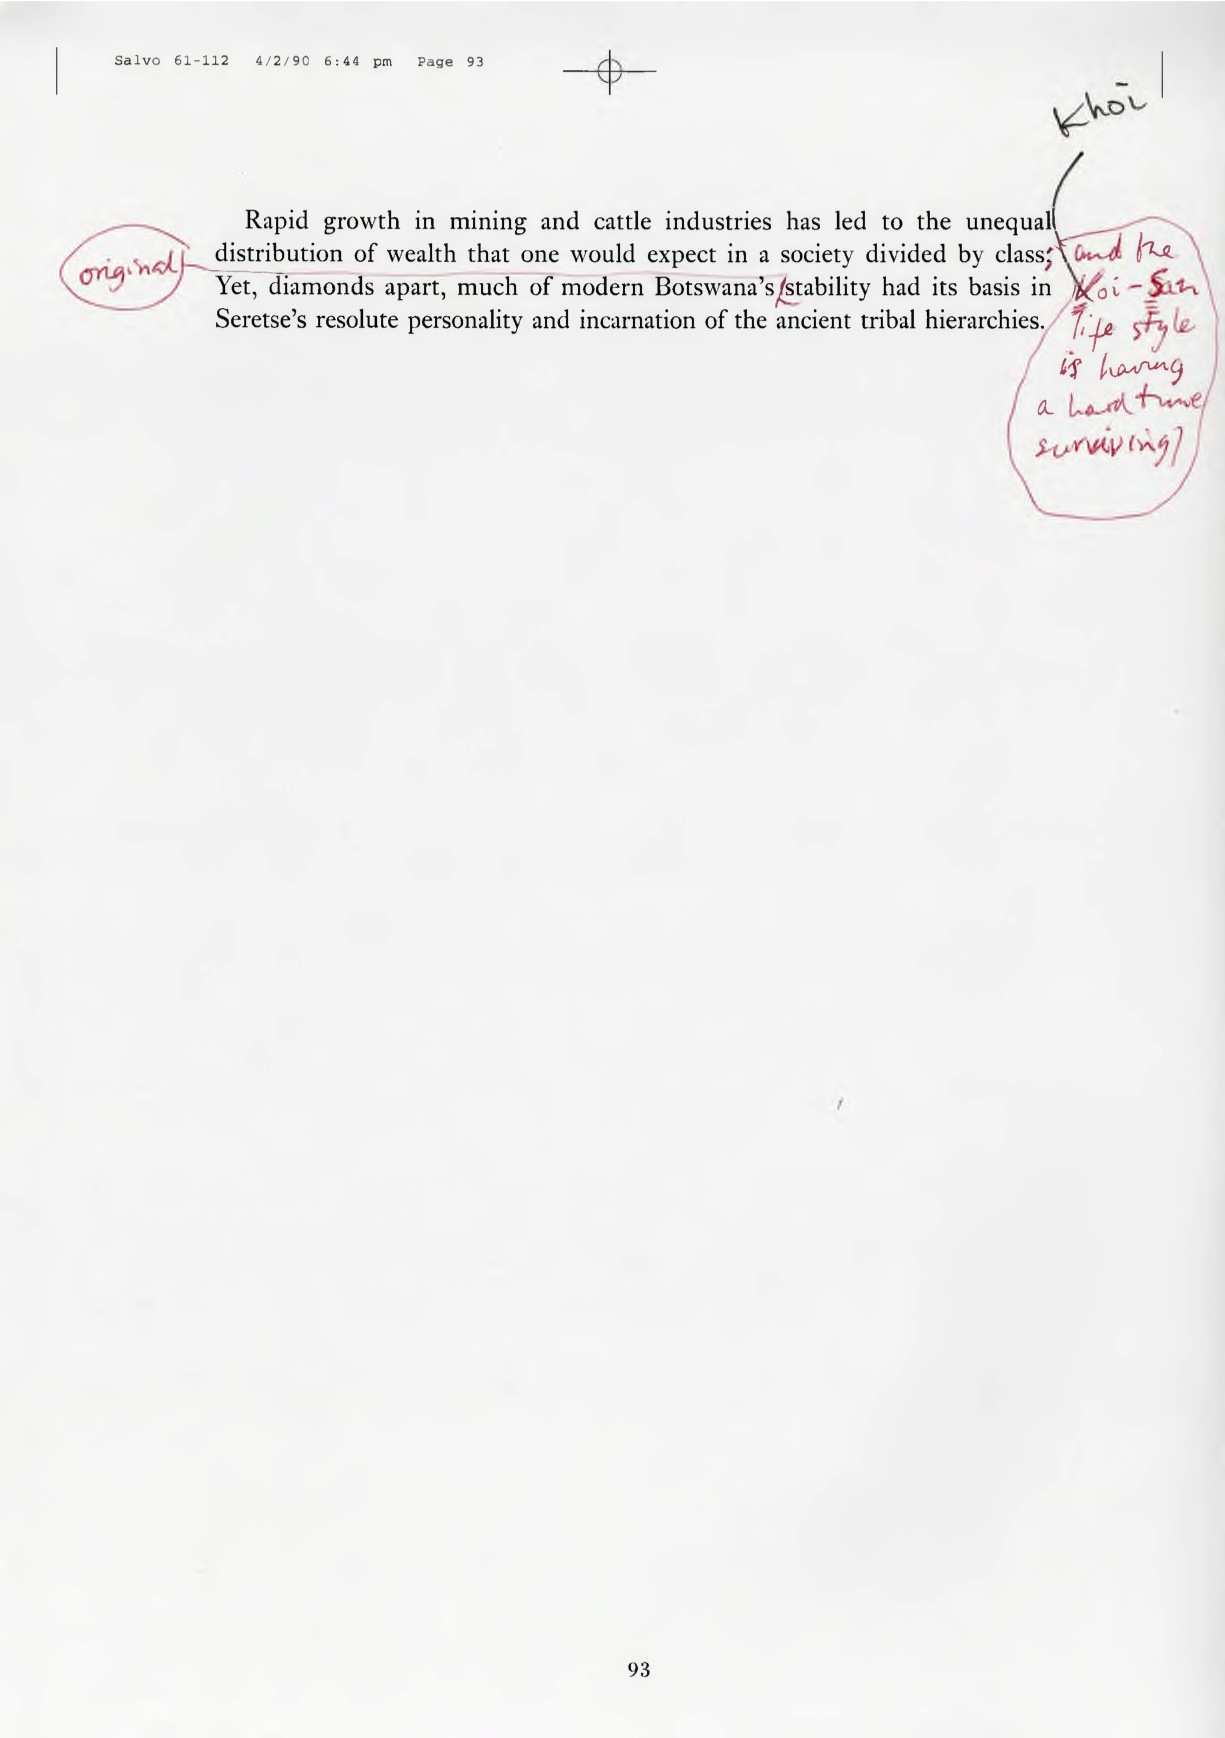 Salvo 61-112 4/2/90 6:44 pm Page 93
Khoi
Rapid growth in mining and cattle industries has led to the unequal
distribution of wealth that one would expect in a society divided by class;
Yet, diamonds apart, much of modern Botswana's stability had its basis in
Seretse's resolute personality and incarnation of the ancient tribal hierarchies.
original
and the
Koi-San
life style
is having
a hard time
surviving
93